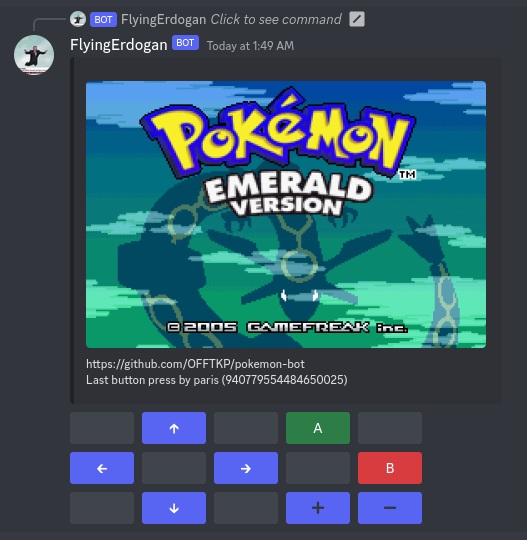 BOT FlyingErdogan Click to see command
FlyingErdogan BOT Today at 1:49 AM
POKéMON
TM
EMERALD
VERSION
©2005 GAMEFREAK inc.
https://github.com/OFFTKP/pokemon-bot
Last button press by paris (940779554484650025)
↑ A
← → B
↓ + −